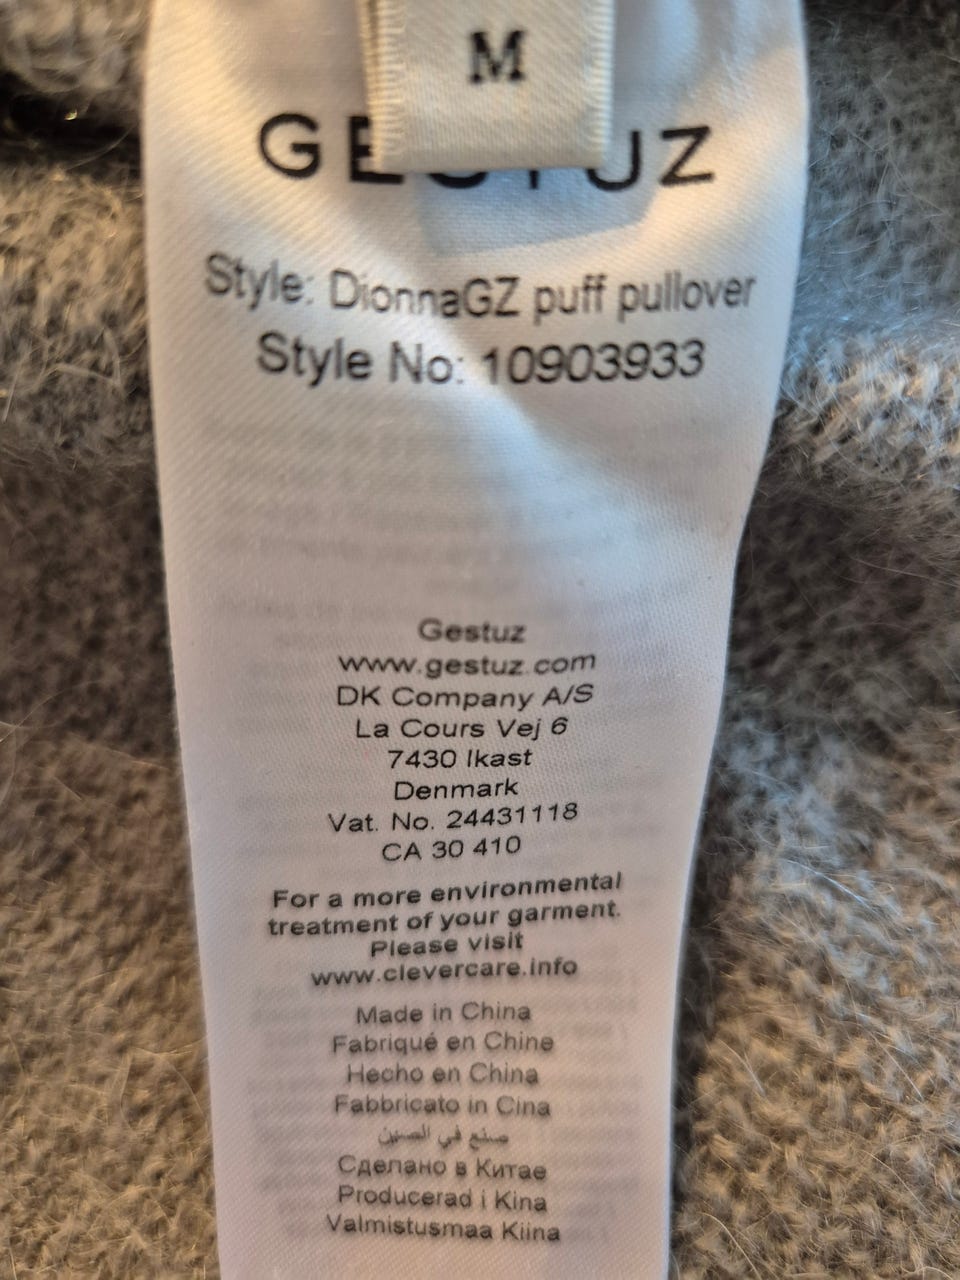 M
GESTUZ
Style: DionnaGZ puff pullover
Style No: 10903933
Gestuz
www.gestuz.com
DK Company A/S
La Cours Vej 6
7430 Ikast
Denmark
Vat. No. 24431118
CA 30 410
For a more environmental
treatment of your garment.
Please visit
www.clevercare.info
Made in China
Fabriqué en Chine
Hecho en China
Fabbricato in Cina
صنع في الصين
Сделано в Китае
Producerad i Kina
Valmistusmaa Kiina